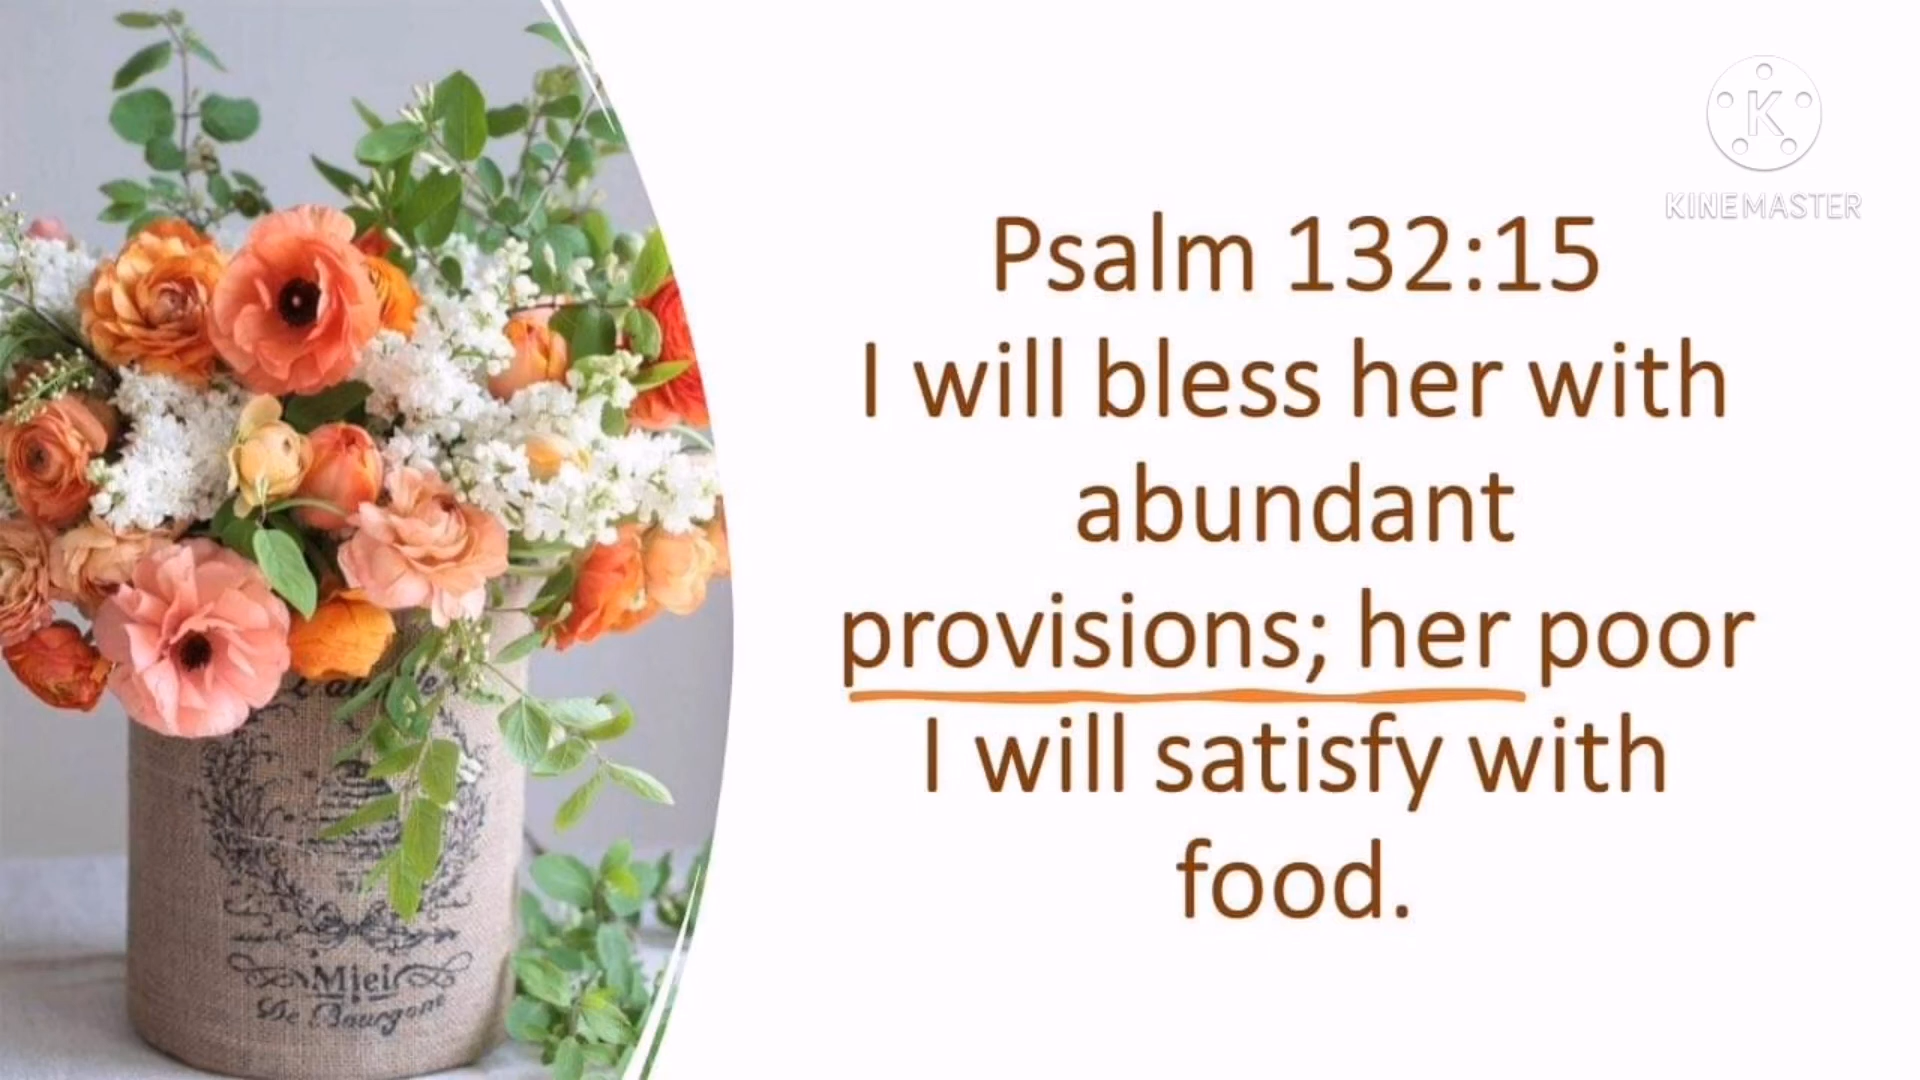 Psalm 132:15
I will bless her with
abundant
provisions; her poor
I will satisfy with
food.
K
KINEMASTER
Miel
De Bourgogne